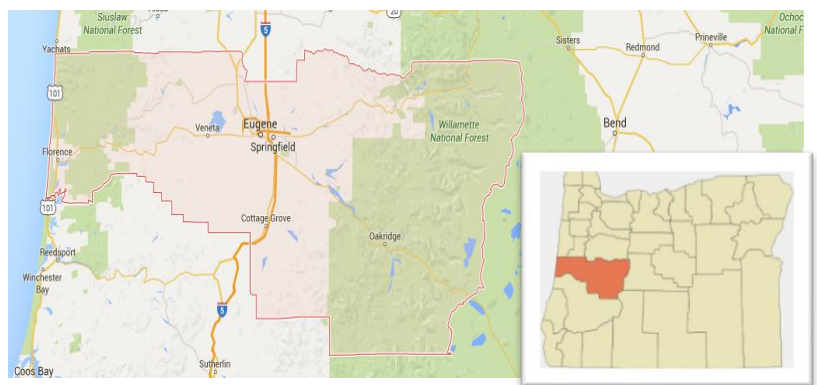 Siuslaw
National Forest
20
5
Ochoc
National F
Yachats
Sisters
Prineville
Redmond
101
Veneta
Eugene
Springfield
Willamette
National Forest
Bend
Florence
101
Cottage Grove
Oakridge
Reedsport
Winchester
Bay
5
Sutherlin
Coos Bay